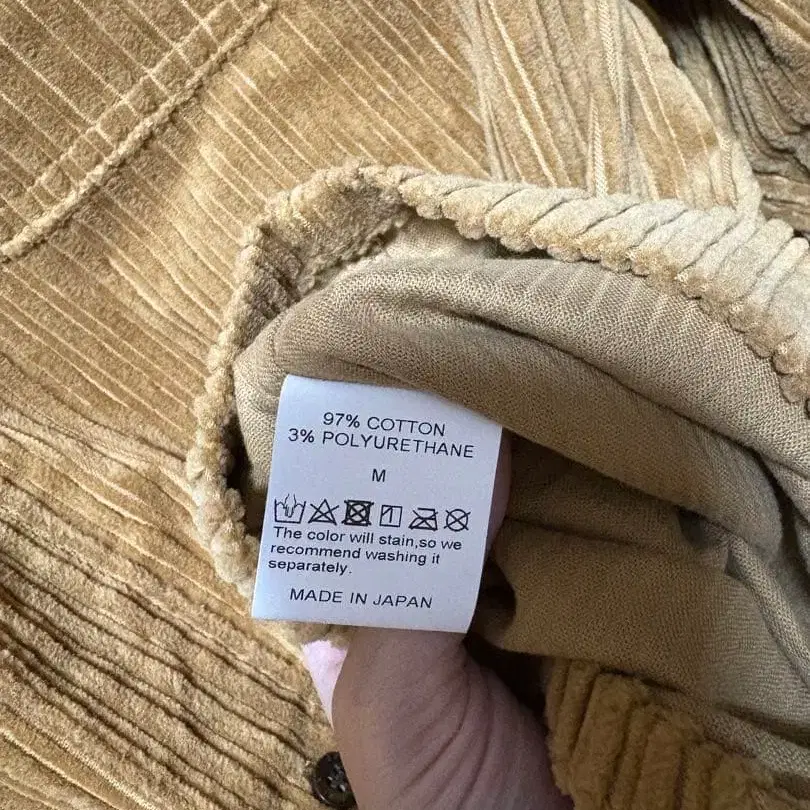 97% COTTON
3% POLYURETHANE
M
The color will stain,so we
recommend washing it
separately.
MADE IN JAPAN